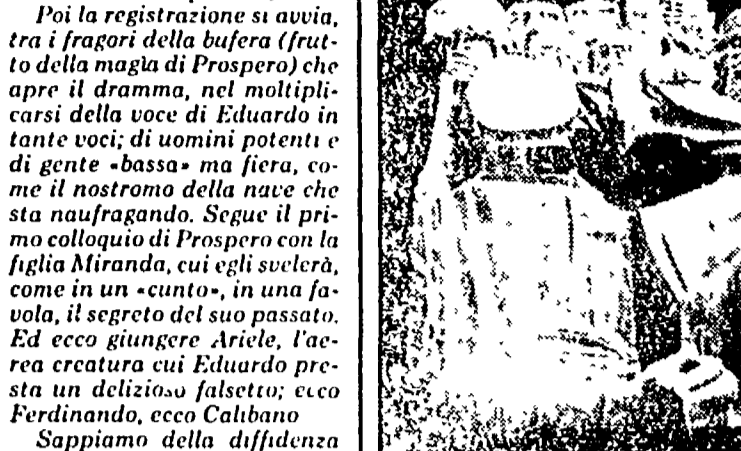 Poi la registrazione si avvia,
tra i fragori della bufera (frut-
to della magìa di Prospero) che
apre il dramma, nel moltipli-
carsi della voce di Eduardo in
tante voci; di uomini potenti e
di gente «bassa» ma fiera, co-
me il nostromo della nave che
sta naufragando. Segue il pri-
mo colloquio di Prospero con la
figlia Miranda, cui egli svelerà,
come in un «cunto», in una fa-
vola, il segreto del suo passato.
Ed ecco giungere Ariele, l'ae-
rea creatura cui Eduardo pre-
sta un delizioso falsetto; ecco
Ferdinando, ecco Calibano
Sappiamo della diffidenza